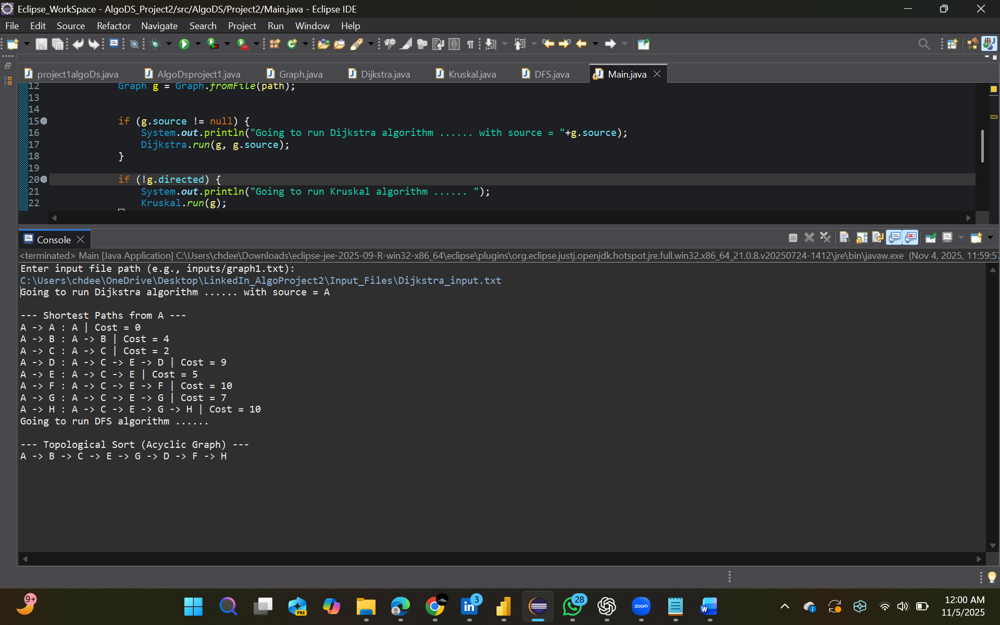 Eclipse_WorkSpace - AlgoDS_Project2/src/AlgoDS/Project2/Main.java - Eclipse IDE
File Edit Source Refactor Navigate Search Project Run Window Help
project1algoDs.java AlgoDsproject1.java Graph.java Dijkstra.java Kruskal.java DFS.java Main.java
12 Graph g = Graph.fromFile(path);
13
14
15 if (g.source != null) {
16 System.out.println("Going to run Dijkstra algorithm ...... with source = "+g.source);
17 Dijkstra.run(g, g.source);
18 }
19
20 if (!g.directed) {
21 System.out.println("Going to run Kruskal algorithm ...... ");
22 Kruskal.run(g);
Console
<terminated> Main [Java Application] C:\Users\chdee\Downloads\eclipse-jee-2025-09-R-win32-x86_64\eclipse\plugins\org.eclipse.justj.openjdk.hotspot.jre.full.win32.x86_64_21.0.8.v20250724-1412\jre\bin\javaw.exe (Nov 4, 2025, 11:59:57
Enter input file path (e.g., inputs/graph1.txt):
C:\Users\chdee\OneDrive\Desktop\LinkedIn_AlgoProject2\Input_Files\Dijkstra_input.txt
Going to run Dijkstra algorithm ...... with source = A
--- Shortest Paths from A ---
A -> A : A | Cost = 0
A -> B : A -> B | Cost = 4
A -> C : A -> C | Cost = 2
A -> D : A -> C -> E -> D | Cost = 9
A -> E : A -> C -> E | Cost = 5
A -> F : A -> C -> E -> F | Cost = 10
A -> G : A -> C -> E -> G | Cost = 7
A -> H : A -> C -> E -> G -> H | Cost = 10
Going to run DFS algorithm ......
--- Topological Sort (Acyclic Graph) ---
A -> B -> C -> E -> G -> D -> F -> H
9+
PRE
in
3
28
zoom
W
12:00 AM
11/5/2025